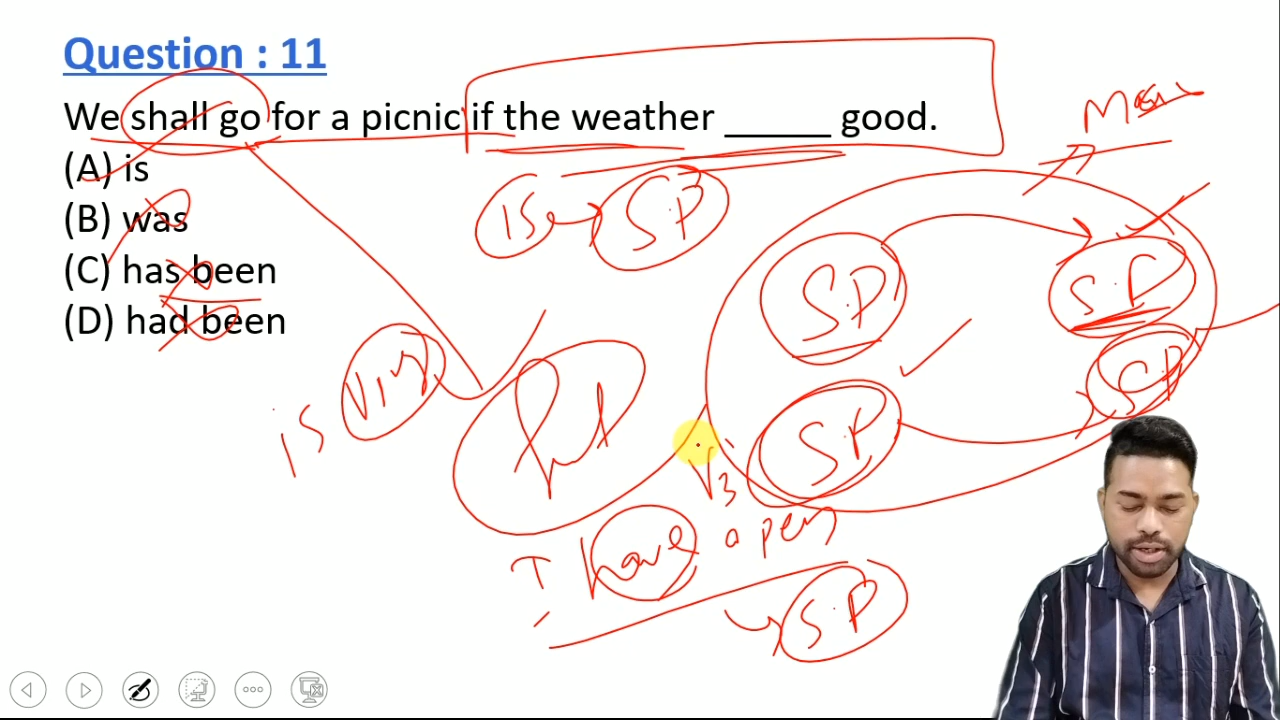 Question : 11
We shall go for a picnic if the weather ______ good.
(A) is
(B) was
(C) has been
(D) had been
is S.P
S.P S.P
S.P S.P
is Ving
V3
I have a pen
S.P